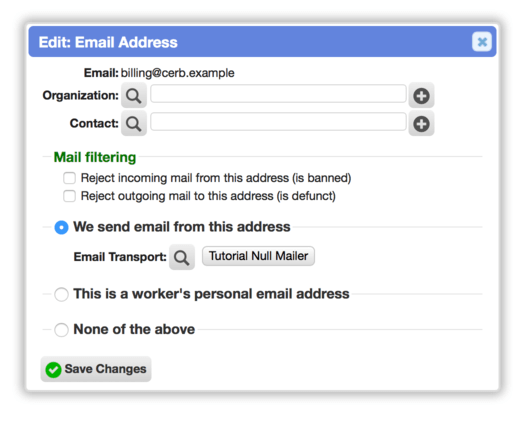 Edit: Email Address
Email: billing@cerb.example
Organization:
Contact:
Mail filtering
Reject incoming mail from this address (is banned)
Reject outgoing mail to this address (is defunct)
We send email from this address
Email Transport: Tutorial Null Mailer
This is a worker's personal email address
None of the above
Save Changes